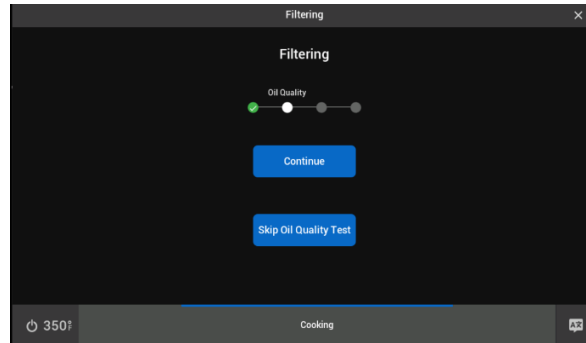 Filtering
Filtering
Oil Quality
Continue
Skip Oil Quality Test
350°F
Cooking